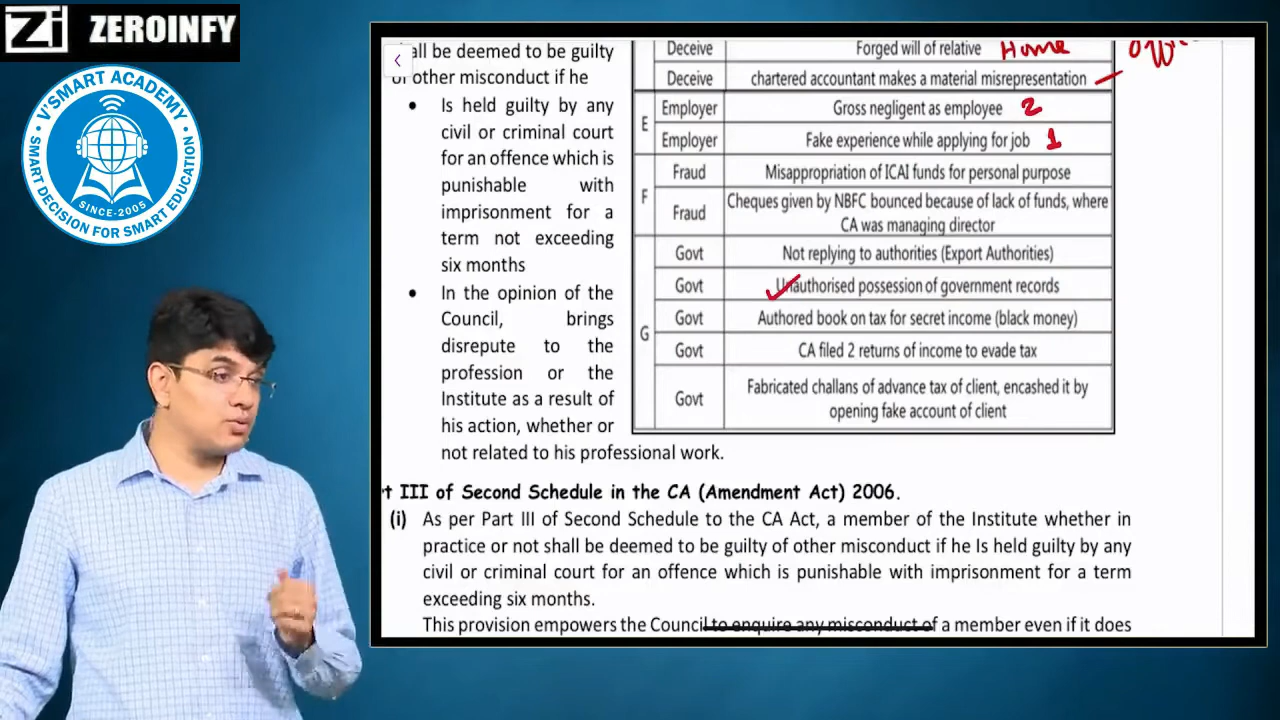 Zi ZEROINFY
V'SMART ACADEMY
SINCE-2005
SMART DECISION FOR SMART EDUCATION
shall be deemed to be guilty
of other misconduct if he
• Is held guilty by any
civil or criminal court
for an offence which is
punishable with
imprisonment for a
term not exceeding
six months
• In the opinion of the
Council, brings
disrepute to the
profession or the
Institute as a result of
his action, whether or
not related to his professional work.
Deceive Forged will of relative Home
Deceive chartered accountant makes a material misrepresentation
E Employer Gross negligent as employee 2
Employer Fake experience while applying for job 1
F Fraud Misappropriation of ICAI funds for personal purpose
Fraud Cheques given by NBFC bounced because of lack of funds, where
CA was managing director
G Govt Not replying to authorities (Export Authorities)
Govt Unauthorised possession of government records
Govt Authored book on tax for secret income (black money)
Govt CA filed 2 returns of income to evade tax
Govt Fabricated challans of advance tax of client, encashed it by
opening fake account of client
t III of Second Schedule in the CA (Amendment Act) 2006.
(i) As per Part III of Second Schedule to the CA Act, a member of the Institute whether in
practice or not shall be deemed to be guilty of other misconduct if he Is held guilty by any
civil or criminal court for an offence which is punishable with imprisonment for a term
exceeding six months.
This provision empowers the Council to enquire any misconduct of a member even if it does